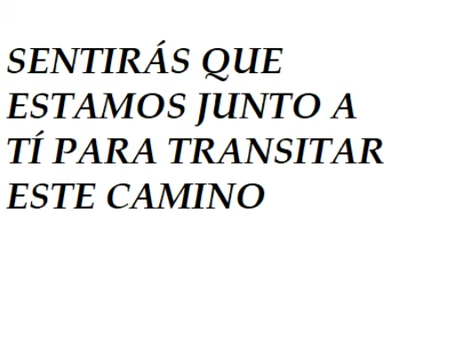 SENTIRÁS QUE
ESTAMOS JUNTO A
TÍ PARA TRANSITAR
ESTE CAMINO